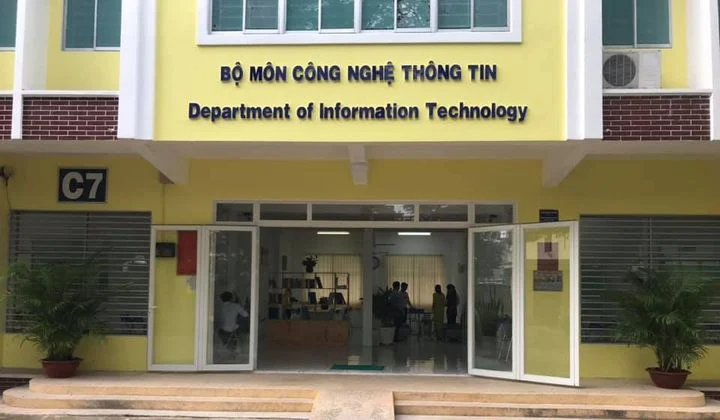 BỘ MÔN CÔNG NGHỆ THÔNG TIN
Department of Information Technology
C7